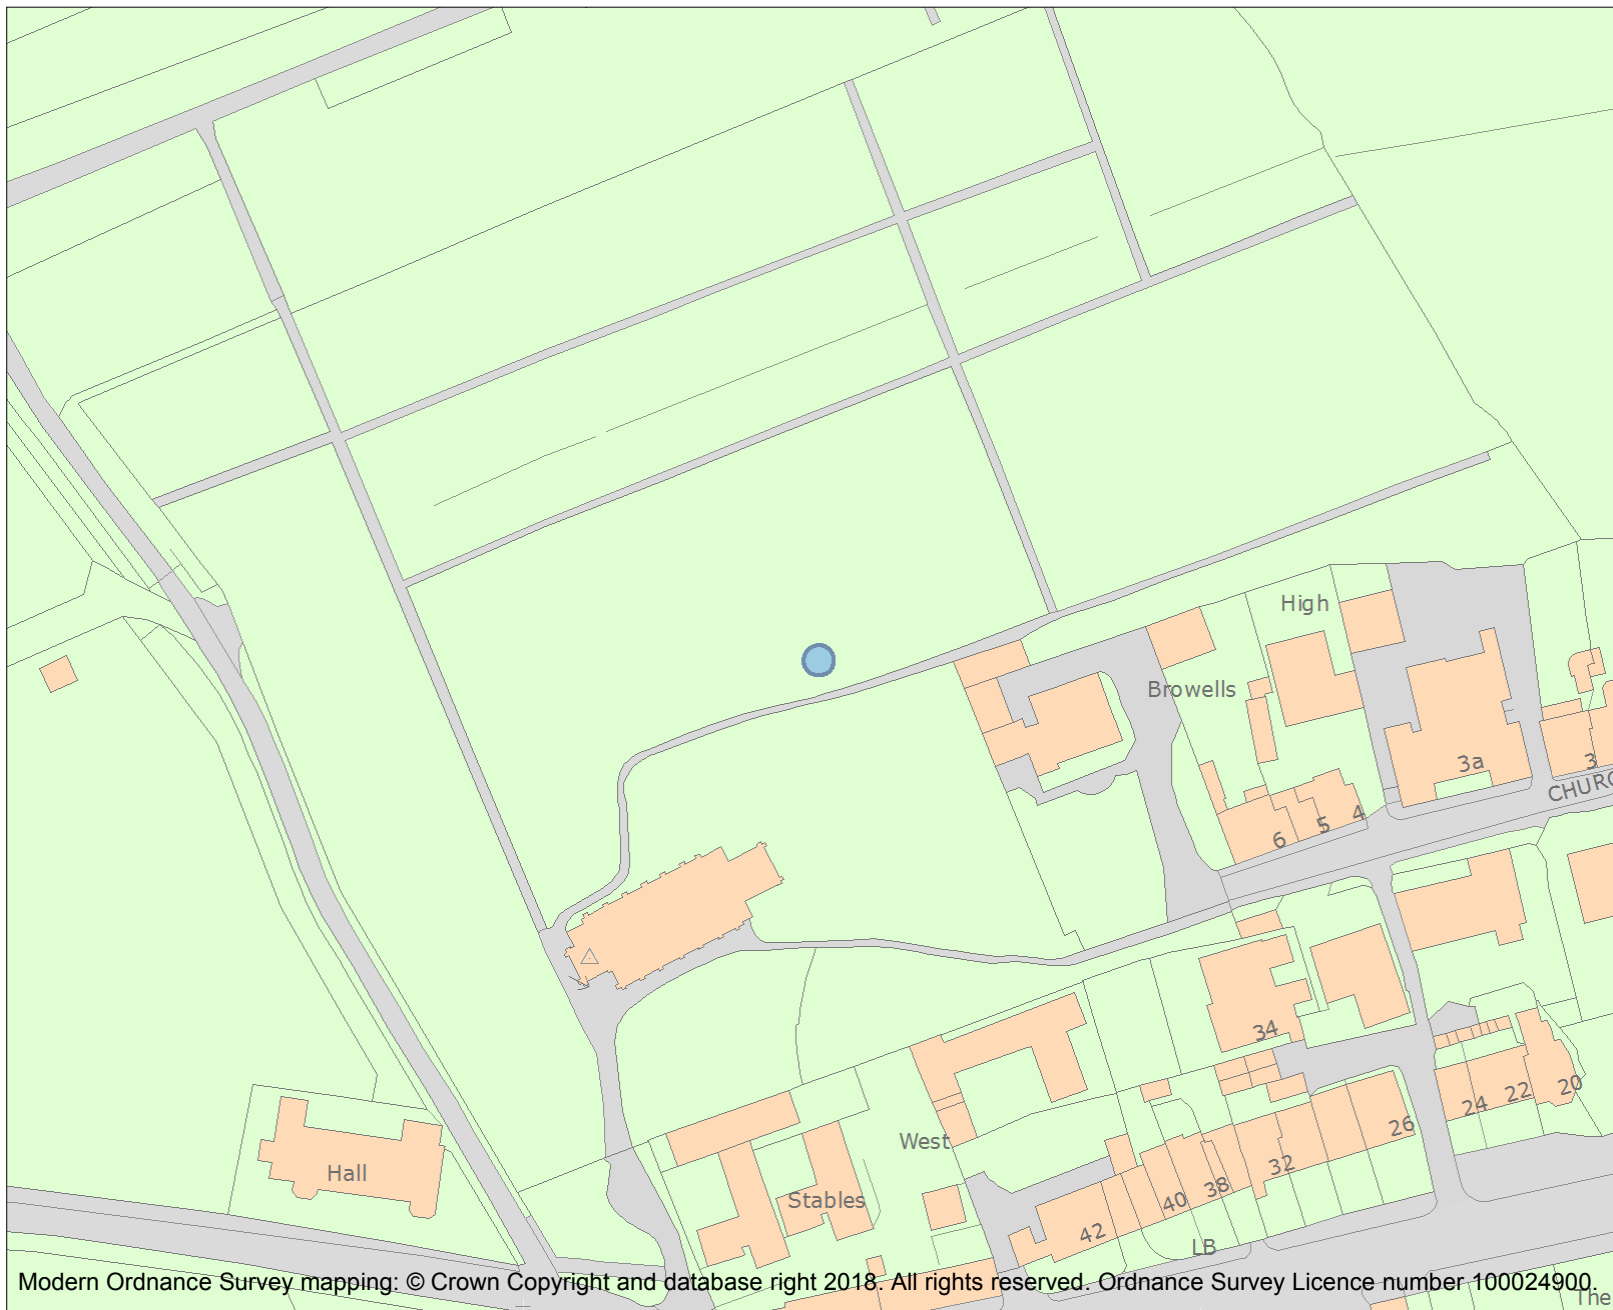 High
Browells
3a
3
CHURC
6
5
4
34
20
22
24
26
West
32
Hall
Stables
38
40
42
LB
Modern Ordnance Survey mapping: © Crown Copyright and database right 2018. All rights reserved. Ordnance Survey Licence number 100024900.
The